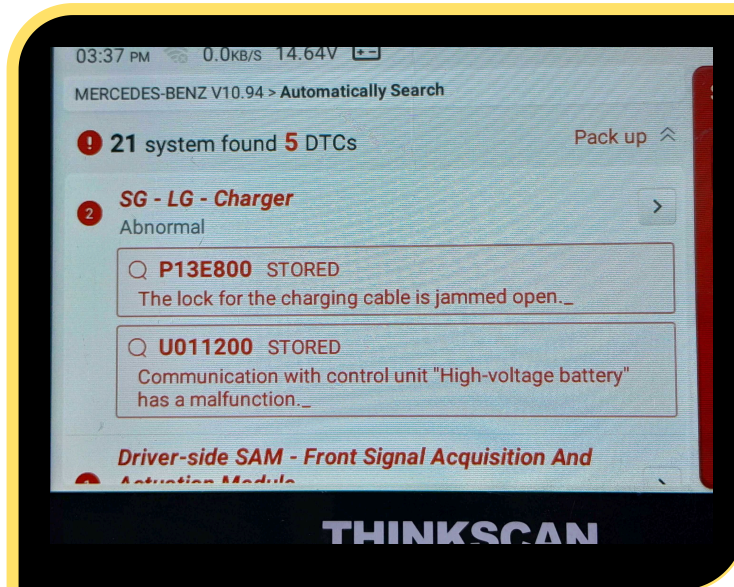 03:37 PM 0.0KB/S 14.64V
MERCEDES-BENZ V10.94 > Automatically Search
21 system found 5 DTCs Pack up
SG - LG - Charger
2
Abnormal
P13E800 STORED
The lock for the charging cable is jammed open._
U011200 STORED
Communication with control unit "High-voltage battery"
has a malfunction._
Driver-side SAM - Front Signal Acquisition And
Actuation Module
THINKSCAN